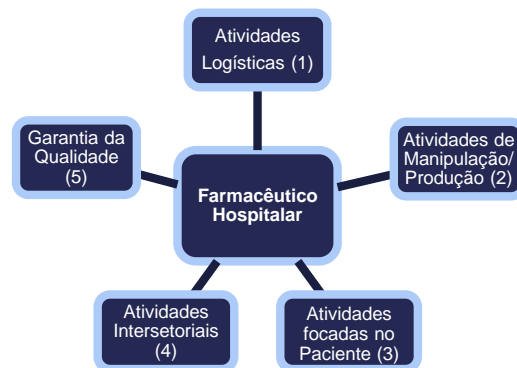 Atividades
Logísticas (1)
Garantia da
Qualidade
(5)
Atividades de
Manipulação/
Produção (2)
Farmacêutico
Hospitalar
Atividades
Intersetoriais
(4)
Atividades
focadas no
Paciente (3)